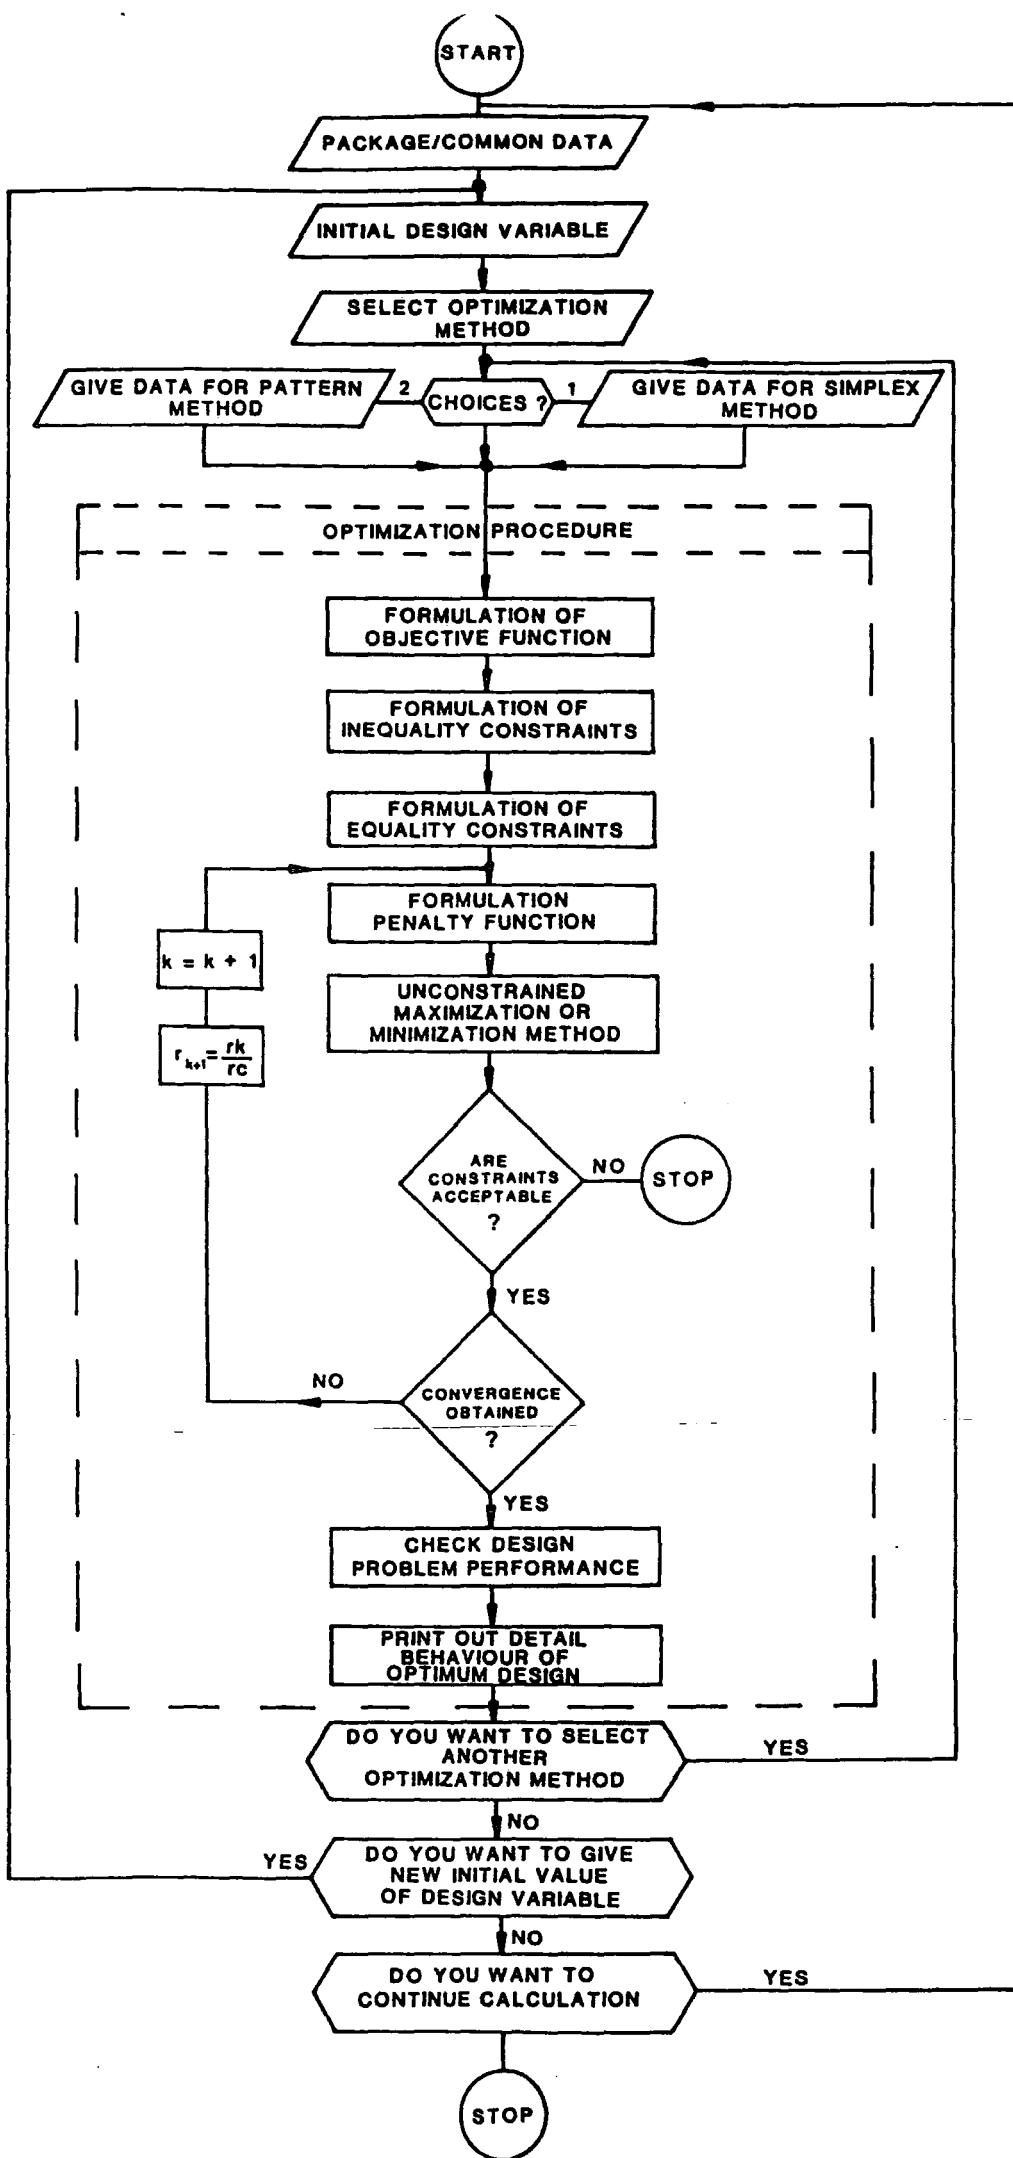 START
PACKAGE/COMMON DATA
INITIAL DESIGN VARIABLE
SELECT OPTIMIZATION
METHOD
GIVE DATA FOR PATTERN
METHOD
2
CHOICES ?
1
GIVE DATA FOR SIMPLEX
METHOD
OPTIMIZATION PROCEDURE
FORMULATION OF
OBJECTIVE FUNCTION
FORMULATION OF
INEQUALITY CONSTRAINTS
FORMULATION OF
EQUALITY CONSTRAINTS
FORMULATION
PENALTY FUNCTION
k = k + 1
UNCONSTRAINED
MAXIMIZATION OR
MINIMIZATION METHOD
r k+1 = rk/rc
ARE
CONSTRAINTS
ACCEPTABLE
?
NO
STOP
YES
NO
CONVERGENCE
OBTAINED
?
YES
CHECK DESIGN
PROBLEM PERFORMANCE
PRINT OUT DETAIL
BEHAVIOUR OF
OPTIMUM DESIGN
DO YOU WANT TO SELECT
ANOTHER
OPTIMIZATION METHOD
YES
NO
YES
DO YOU WANT TO GIVE
NEW INITIAL VALUE
OF DESIGN VARIABLE
NO
DO YOU WANT TO
CONTINUE CALCULATION
YES
STOP